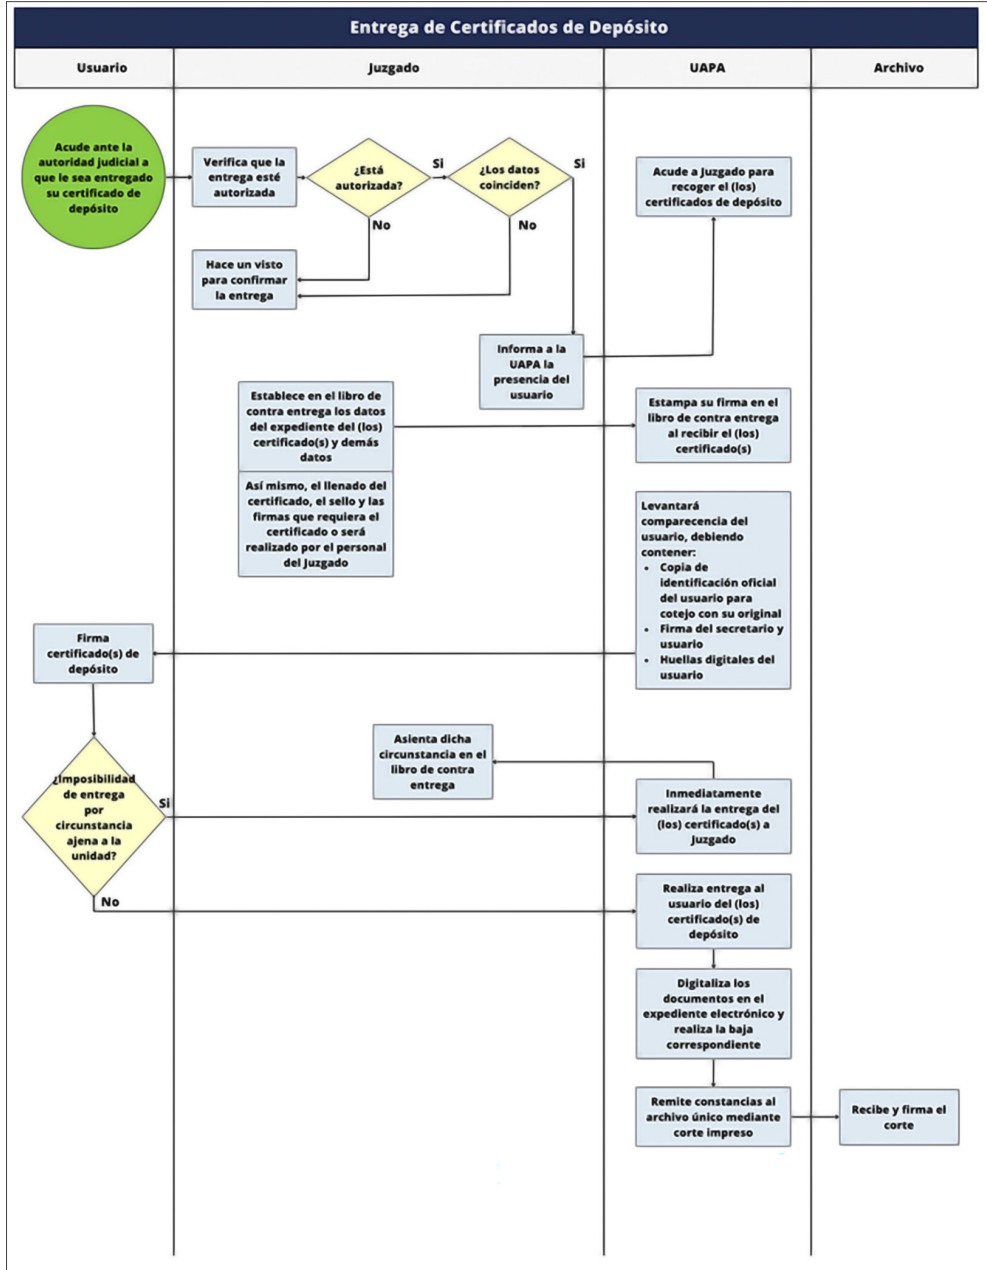 Entrega de Certificados de Depósito
Usuario
Juzgado
UAPA
Archivo
Acude ante la
autoridad judicial a
que le sea entregado
su certificado de
depósito
Verifica que la
entrega esté
autorizada
¿Está
autorizada?
Si
No
¿Los datos
coinciden?
Si
No
Hace un visto
para confirmar
la entrega
Acude a Juzgado para
recoger el (los)
certificados de depósito
Informa a la
UAPA la
presencia del
usuario
Establece en el libro de
contra entrega los datos
del expediente del (los)
certificado(s) y demás
datos
Así mismo, el llenado del
certificado, el sello y las
firmas que requiera el
certificado o será
realizado por el personal
del Juzgado
Estampa su firma en el
libro de contra entrega
al recibir el (los)
certificado(s)
Levantará
comparecencia del
usuario, debiendo
contener:
• Copia de
identificación oficial
del usuario para
cotejo con su original
• Firma del secretario y
usuario
• Huellas digitales del
usuario
Firma
certificado(s) de
depósito
¿Imposibilidad
de entrega
por
circunstancia
ajena a la
unidad?
Si
No
Asienta dicha
circunstancia en el
libro de contra
entrega
Inmediatamente
realizará la entrega del
(los) certificado(s) a
Juzgado
Realiza entrega al
usuario del (los)
certificado(s) de
depósito
Digitaliza los
documentos en el
expediente electrónico y
realiza la baja
correspondiente
Remite constancias al
archivo único mediante
corte impreso
Recibe y firma el
corte